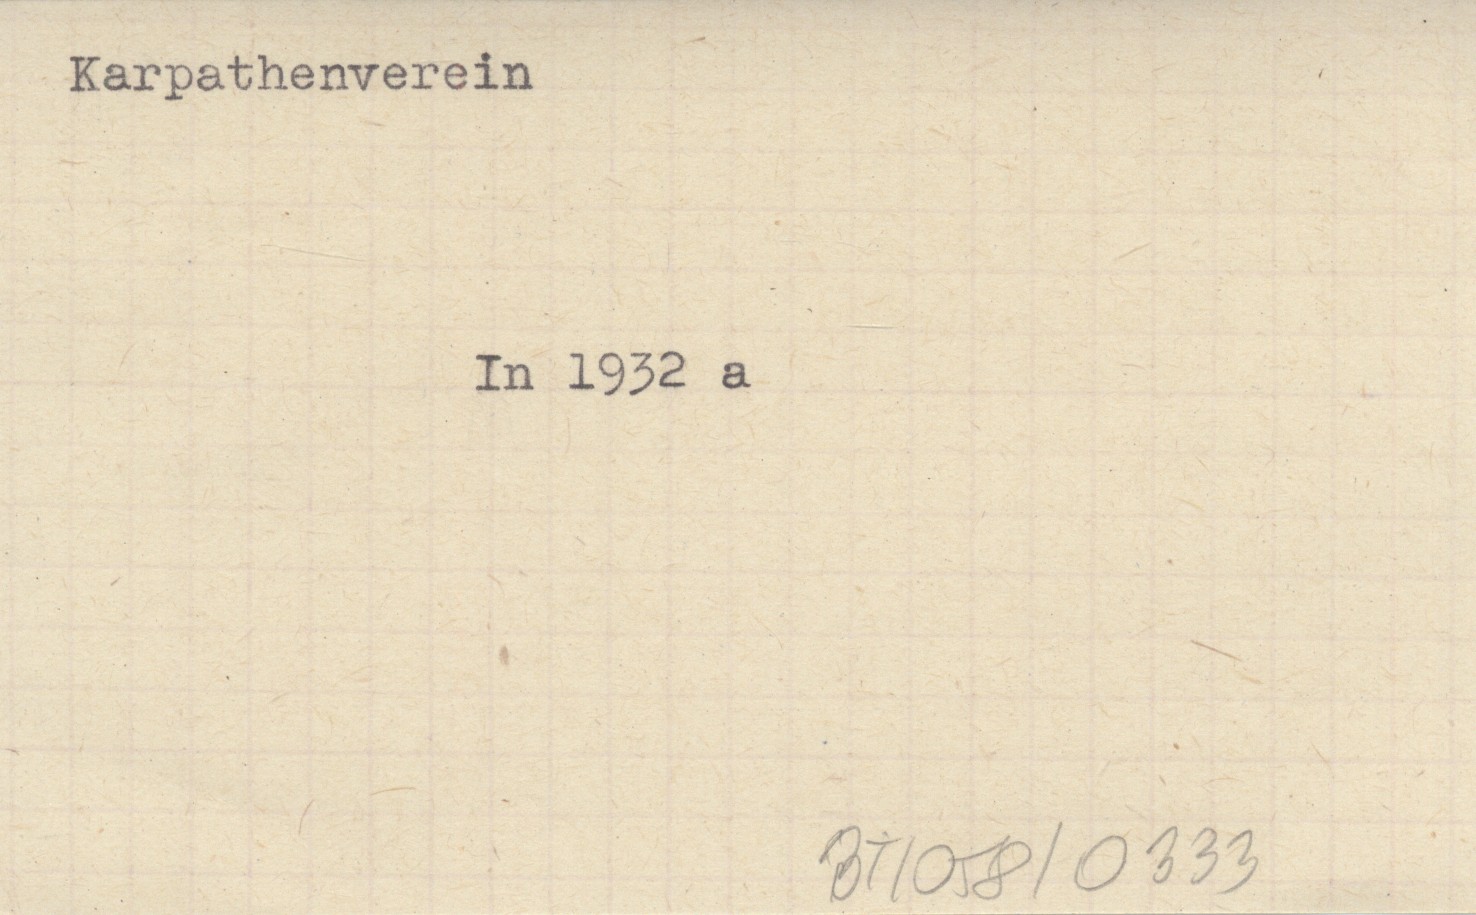 Karpathenverein
In 1932 a
BT/058/0333